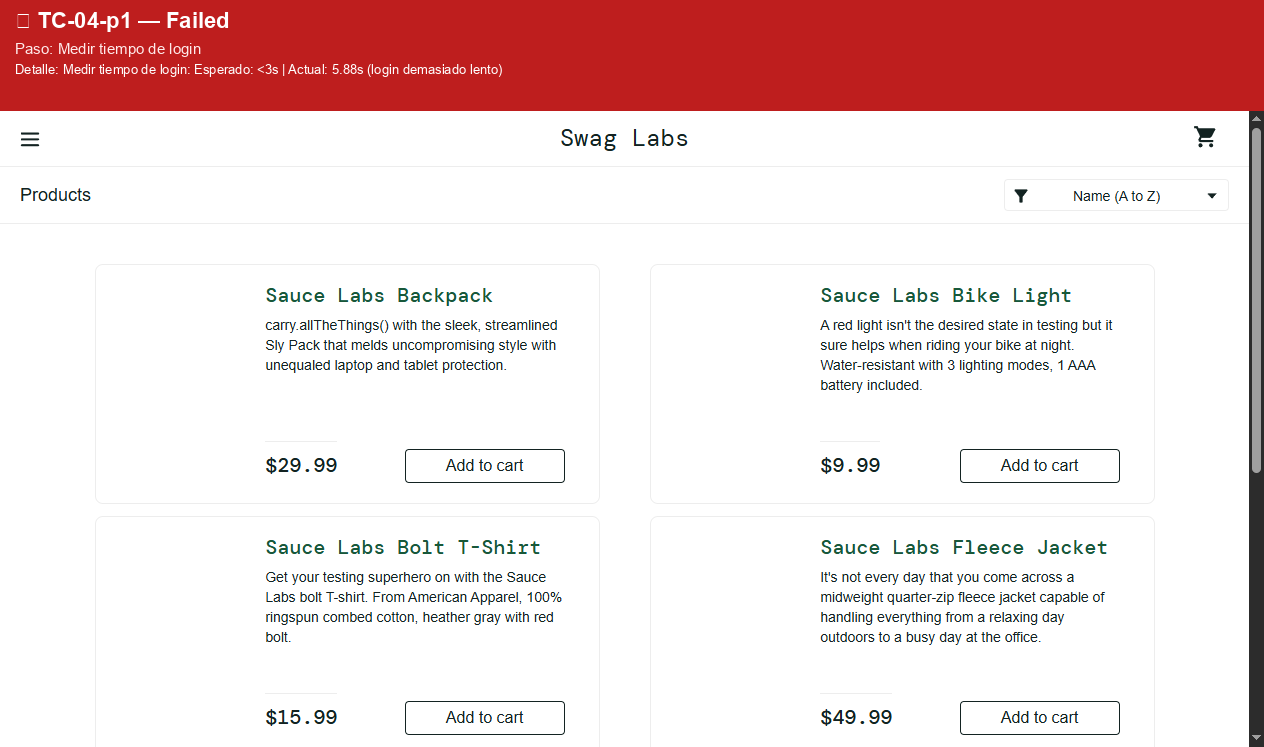 TC-04-p1 — Failed
Paso: Medir tiempo de login
Detalle: Medir tiempo de login: Esperado: <3s | Actual: 5.88s (login demasiado lento)
Swag Labs
Products
Name (A to Z)
Sauce Labs Backpack
carry.allTheThings() with the sleek, streamlined
Sly Pack that melds uncompromising style with
unequaled laptop and tablet protection.
$29.99
Add to cart
Sauce Labs Bike Light
A red light isn't the desired state in testing but it
sure helps when riding your bike at night.
Water-resistant with 3 lighting modes, 1 AAA
battery included.
$9.99
Add to cart
Sauce Labs Bolt T-Shirt
Get your testing superhero on with the Sauce
Labs bolt T-shirt. From American Apparel, 100%
ringspun combed cotton, heather gray with red
bolt.
$15.99
Add to cart
Sauce Labs Fleece Jacket
It's not every day that you come across a
midweight quarter-zip fleece jacket capable of
handling everything from a relaxing day
outdoors to a busy day at the office.
$49.99
Add to cart